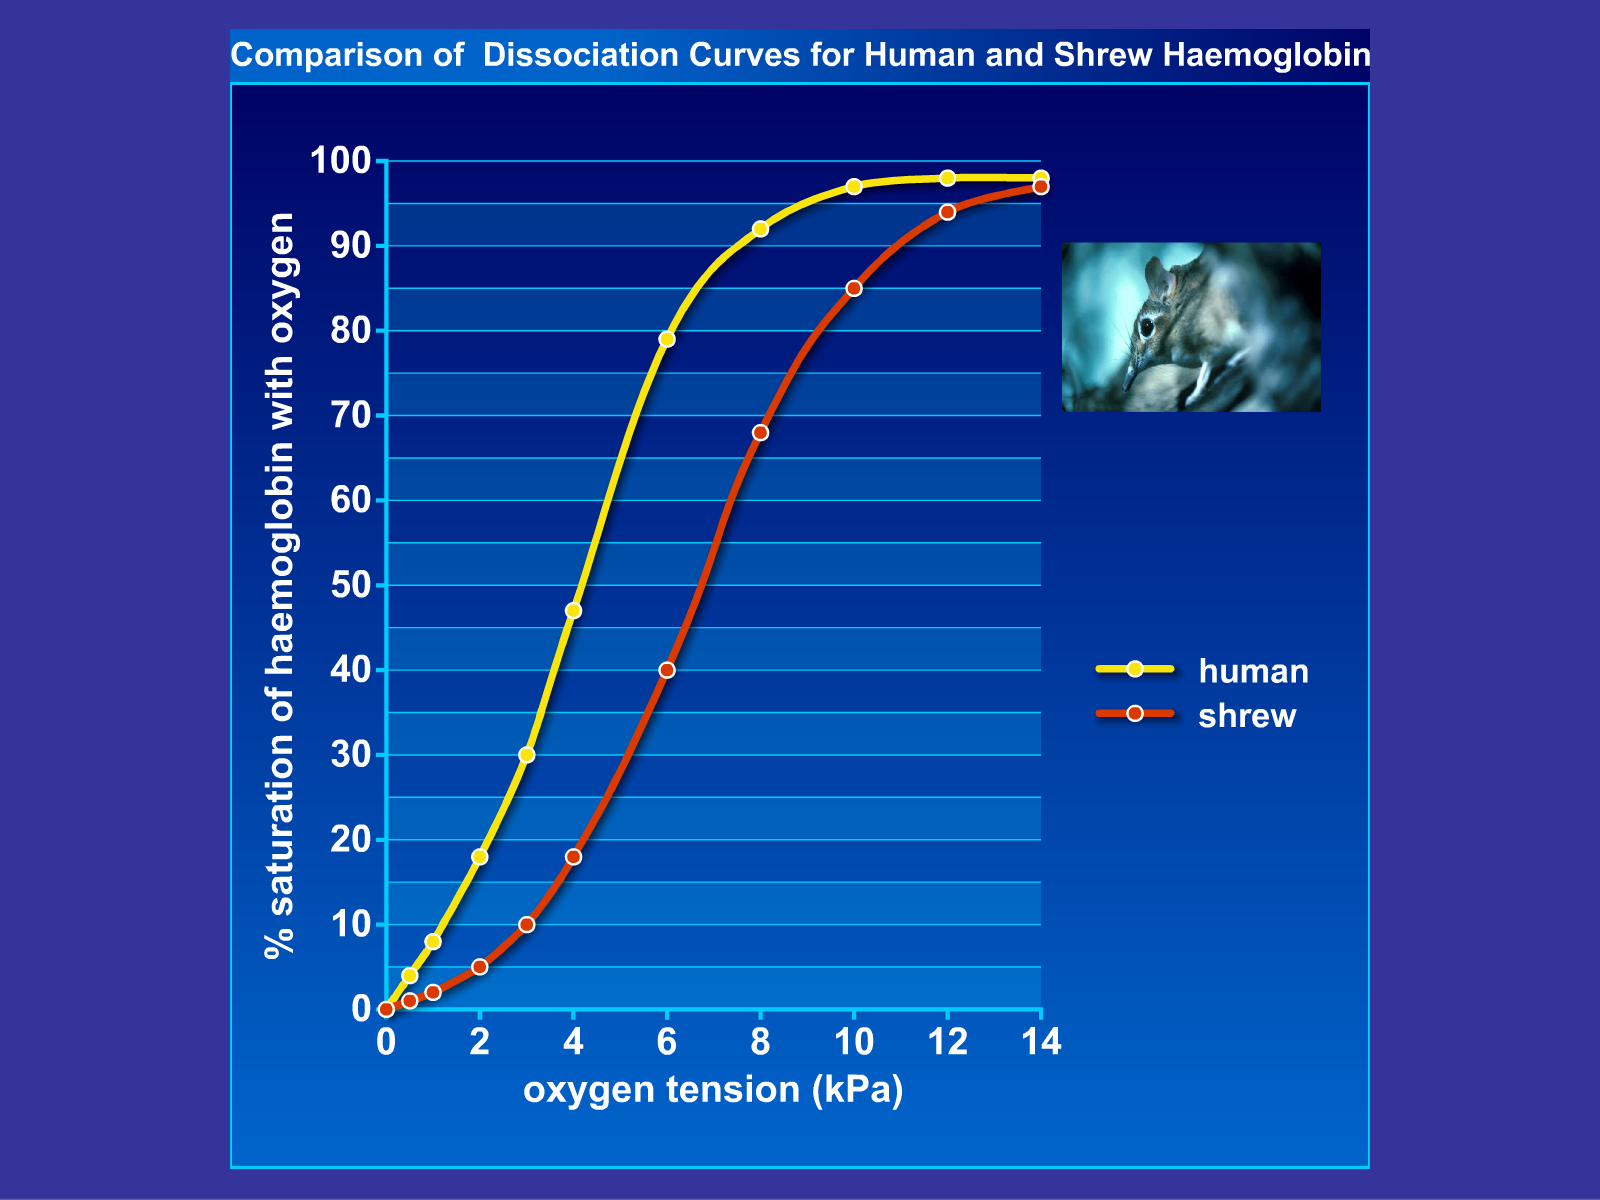 Comparison of  Dissociation Curves for Human and Shrew Haemoglobin
% saturation of haemoglobin with oxygen
100
90
80
70
60
50
40
30
20
10
0
0 2 4 6 8 10 12 14
oxygen tension (kPa)
human
shrew